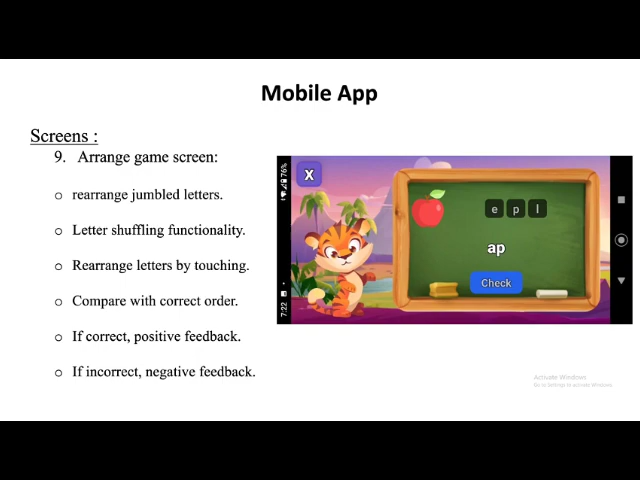 Mobile App
Screens :
9. Arrange game screen:
o rearrange jumbled letters.
o Letter shuffling functionality.
o Rearrange letters by touching.
o Compare with correct order.
o If correct, positive feedback.
o If incorrect, negative feedback.
X
76%
7:22
e p l
ap
Check
Activate Windows
Go to Settings to activate Windows.